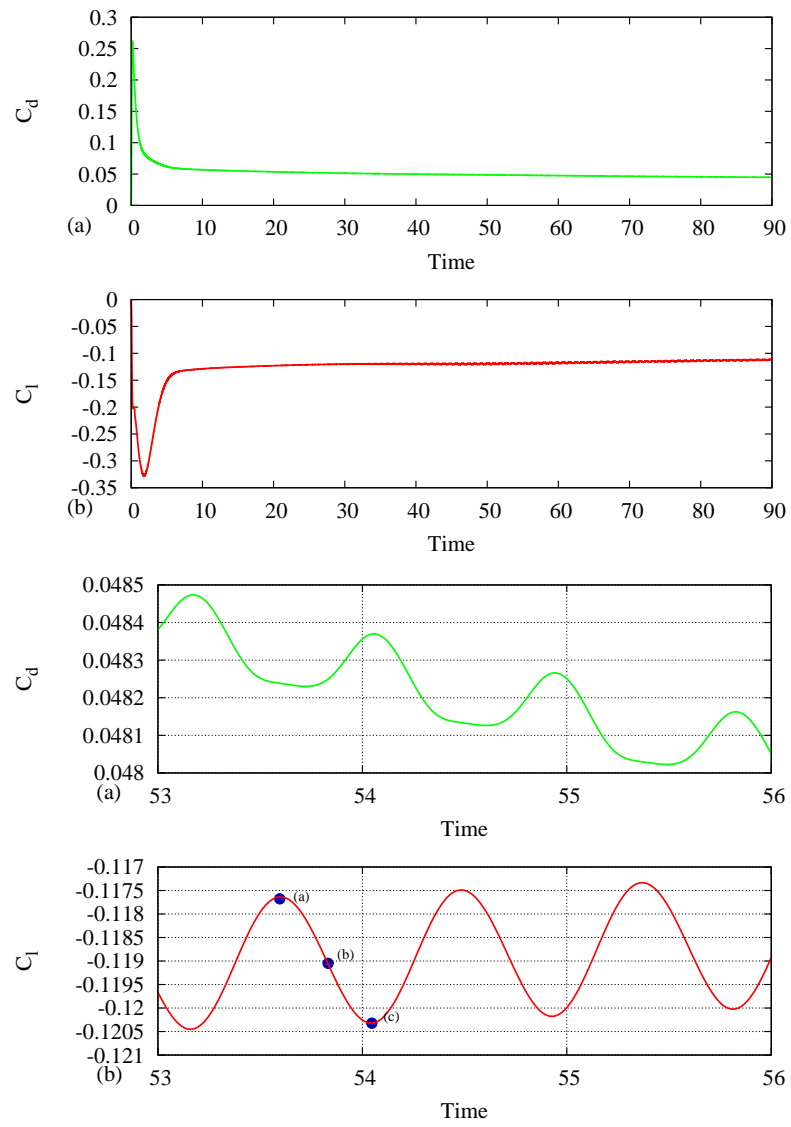 0.3
0.25
0.2
C_d
0.15
0.1
0.05
0
(a)
0 10 20 30 40 50 60 70 80 90
Time
0
-0.05
-0.1
C_l
-0.15
-0.2
-0.25
-0.3
-0.35
(b)
0 10 20 30 40 50 60 70 80 90
Time
0.0485
0.0484
0.0483
C_d
0.0482
0.0481
0.048
(a)
53 54 55 56
Time
-0.117
-0.1175
(a)
-0.118
-0.1185
(b)
C_l
-0.119
-0.1195
-0.12
(c)
-0.1205
-0.121
(b)
53 54 55 56
Time